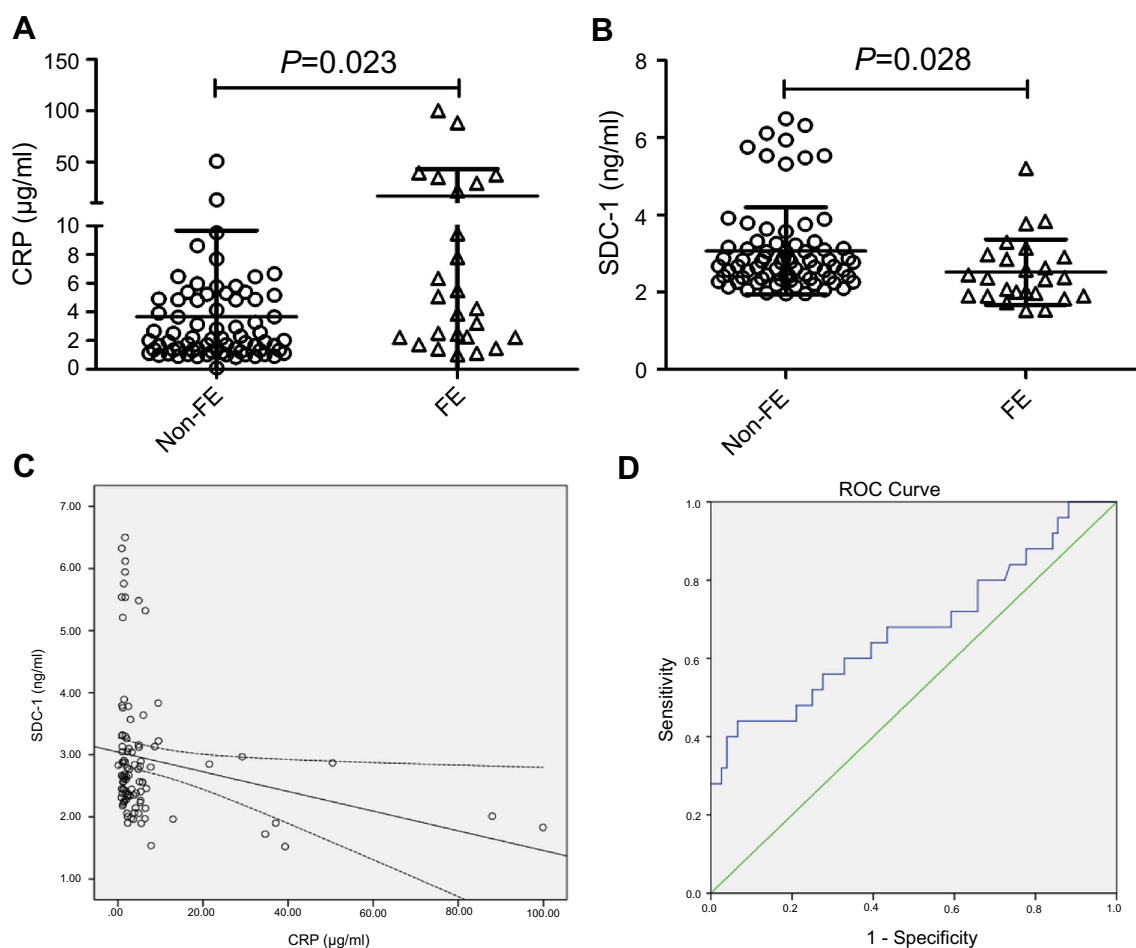 A
CRP (µg/ml)
150
100
50
10
8
6
4
2
0
P=0.023
Non-FE
FE
B
SDC-1 (ng/ml)
8
6
4
2
0
P=0.028
Non-FE
FE
C
SDC-1 (ng/ml)
7.00
6.00
5.00
4.00
3.00
2.00
1.00
.00
20.00
40.00
60.00
80.00
100.00
CRP (µg/ml)
D
ROC Curve
Sensitivity
1.0
0.8
0.6
0.4
0.2
0.0
0.0
0.2
0.4
0.6
0.8
1.0
1 - Specificity